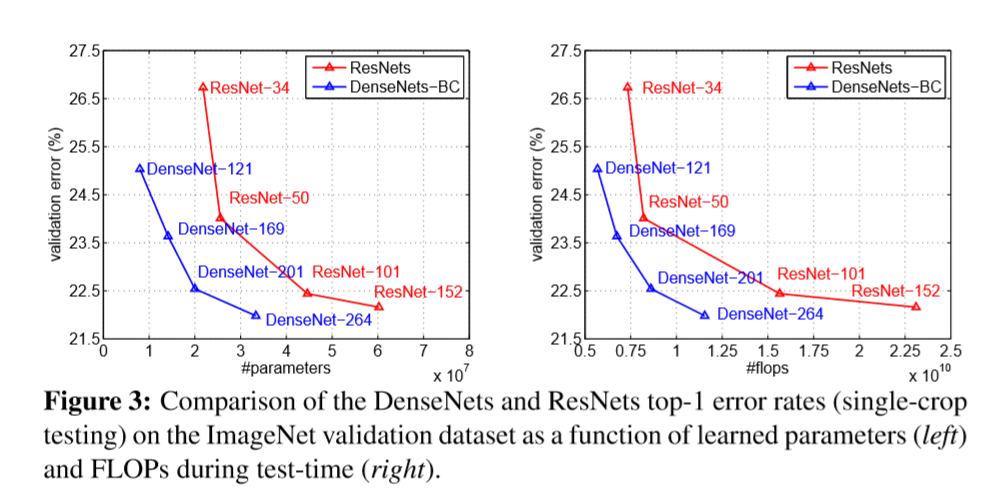 27.5
26.5
25.5
24.5
23.5
22.5
21.5
validation error (%)
ResNets
DenseNets−BC
ResNet−34
DenseNet−121
ResNet−50
DenseNet−169
DenseNet−201
ResNet−101
ResNet−152
DenseNet−264
0 1 2 3 4 5 6 7 8
#parameters
x 10^7
27.5
26.5
25.5
24.5
23.5
22.5
21.5
validation error (%)
ResNets
DenseNets−BC
ResNet−34
DenseNet−121
ResNet−50
DenseNet−169
DenseNet−201
ResNet−101
ResNet−152
DenseNet−264
0.5 0.75 1 1.25 1.5 1.75 2 2.25 2.5
#flops
x 10^10
Figure 3: Comparison of the DenseNets and ResNets top-1 error rates (single-crop
testing) on the ImageNet validation dataset as a function of learned parameters (left)
and FLOPs during test-time (right).